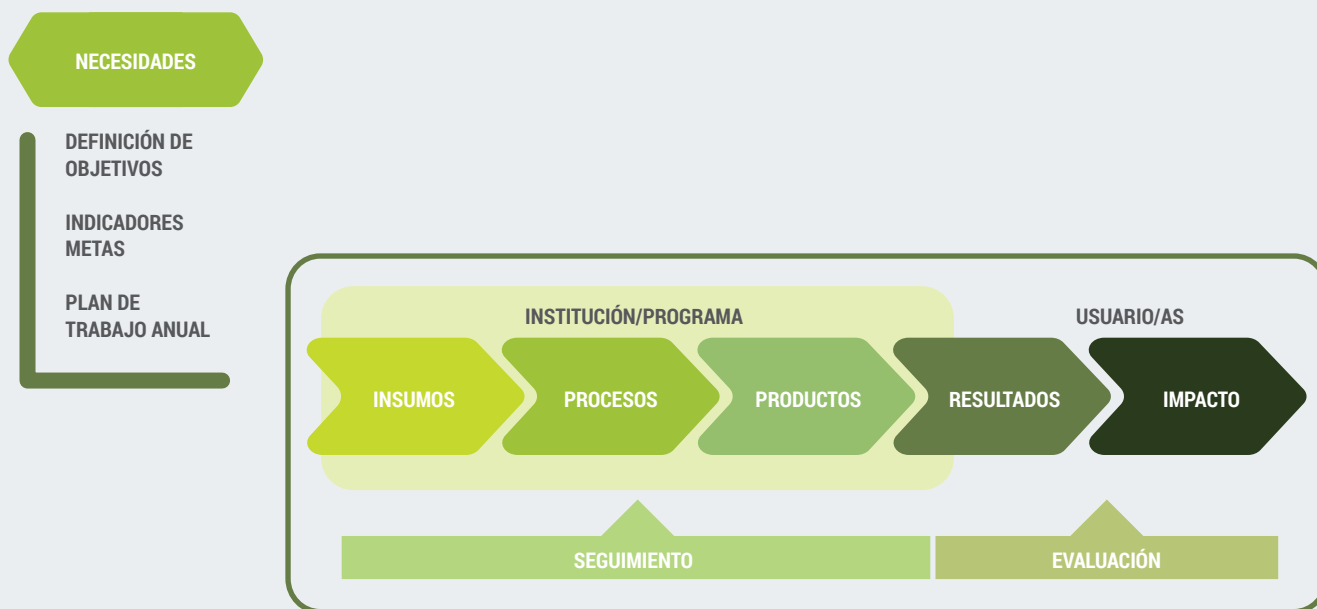 NECESIDADES
DEFINICIÓN DE
OBJETIVOS
INDICADORES
METAS
PLAN DE
TRABAJO ANUAL
INSTITUCIÓN/PROGRAMA
USUARIO/AS
INSUMOS
PROCESOS
PRODUCTOS
RESULTADOS
IMPACTO
SEGUIMIENTO
EVALUACIÓN